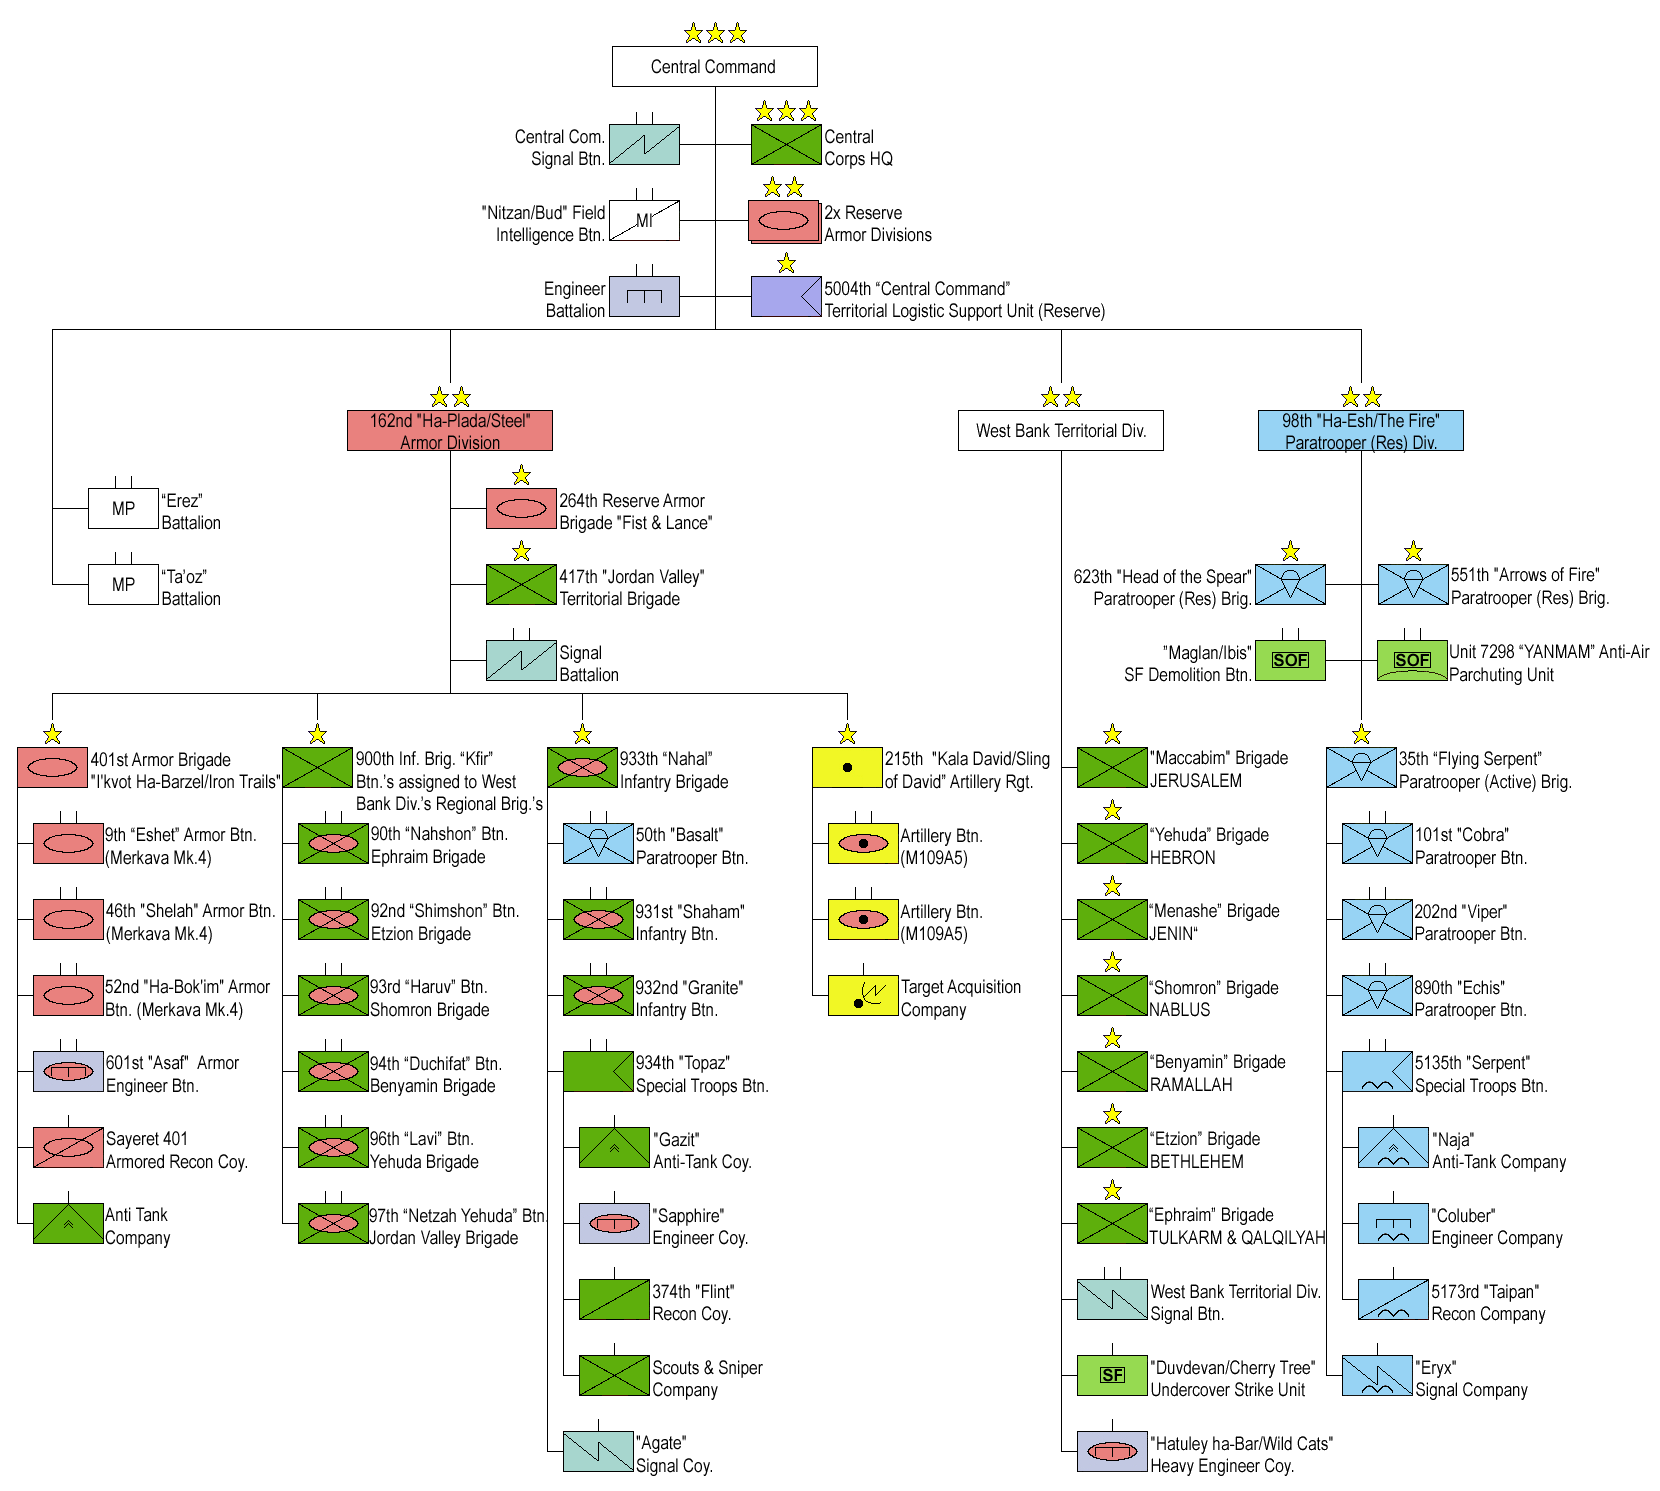 Central Command
Central Com.
Signal Btn.
Central
Corps HQ
"Nitzan/Bud" Field
Intelligence Btn.
MI
2x Reserve
Armor Divisions
Engineer
Battalion
5004th “Central Command”
Territorial Logistic Support Unit (Reserve)
162nd "Ha-Plada/Steel"
Armor Division
West Bank Territorial Div.
98th "Ha-Esh/The Fire"
Paratrooper (Res) Div.
MP
“Erez”
Battalion
MP
“Ta’oz”
Battalion
264th Reserve Armor
Brigade "Fist & Lance"
417th "Jordan Valley"
Territorial Brigade
Signal
Battalion
623th "Head of the Spear"
Paratrooper (Res) Brig.
551th "Arrows of Fire"
Paratrooper (Res) Brig.
”Maglan/Ibis"
SF Demolition Btn.
SOF
SOF
Unit 7298 “YANMAM” Anti-Air
Parchuting Unit
401st Armor Brigade
"I'kvot Ha-Barzel/Iron Trails"
9th “Eshet” Armor Btn.
(Merkava Mk.4)
46th "Shelah" Armor Btn.
(Merkava Mk.4)
52nd "Ha-Bok'im" Armor
Btn. (Merkava Mk.4)
601st "Asaf"  Armor
Engineer Btn.
Sayeret 401
Armored Recon Coy.
Anti Tank
Company
900th Inf. Brig. “Kfir”
Btn.’s assigned to West
Bank Div.’s Regional Brig.’s
90th “Nahshon” Btn.
Ephraim Brigade
92nd “Shimshon” Btn.
Etzion Brigade
93rd “Haruv” Btn.
Shomron Brigade
94th “Duchifat” Btn.
Benyamin Brigade
96th “Lavi” Btn.
Yehuda Brigade
97th “Netzah Yehuda” Btn.
Jordan Valley Brigade
933th “Nahal”
Infantry Brigade
50th "Basalt"
Paratrooper Btn.
931st "Shaham"
Infantry Btn.
932nd "Granite"
Infantry Btn.
934th "Topaz"
Special Troops Btn.
"Gazit"
Anti-Tank Coy.
"Sapphire"
Engineer Coy.
374th "Flint"
Recon Coy.
Scouts & Sniper
Company
"Agate"
Signal Coy.
215th  "Kala David/Sling
of David” Artillery Rgt.
Artillery Btn.
(M109A5)
Artillery Btn.
(M109A5)
Target Acquisition
Company
"Maccabim" Brigade
JERUSALEM
“Yehuda” Brigade
HEBRON
"Menashe" Brigade
JENIN“
“Shomron” Brigade
NABLUS
“Benyamin” Brigade
RAMALLAH
“Etzion” Brigade
BETHLEHEM
“Ephraim” Brigade
TULKARM & QALQILYAH
West Bank Territorial Div.
Signal Btn.
SF
"Duvdevan/Cherry Tree"
Undercover Strike Unit
"Hatuley ha-Bar/Wild Cats"
Heavy Engineer Coy.
35th “Flying Serpent”
Paratrooper (Active) Brig.
101st "Cobra"
Paratrooper Btn.
202nd "Viper"
Paratrooper Btn.
890th "Echis"
Paratrooper Btn.
5135th "Serpent"
Special Troops Btn.
"Naja"
Anti-Tank Company
"Coluber"
Engineer Company
5173rd "Taipan"
Recon Company
"Eryx"
Signal Company